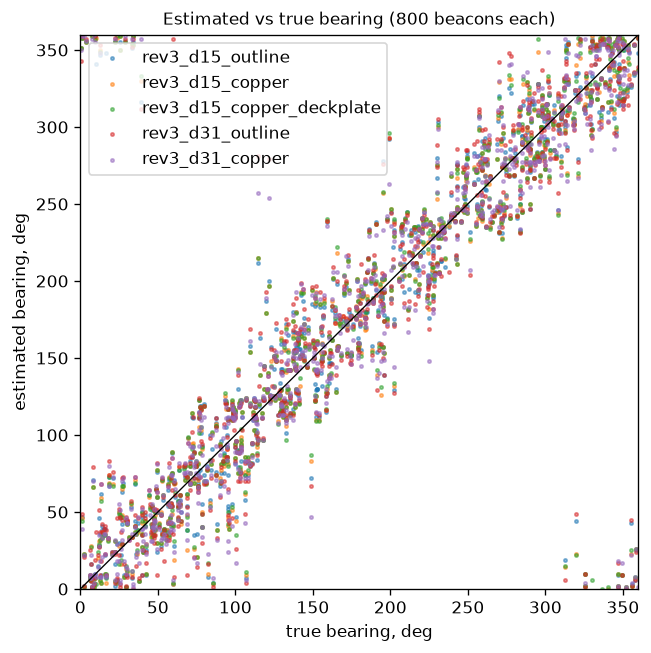 Estimated vs true bearing (800 beacons each)
rev3_d15_outline
rev3_d15_copper
rev3_d15_copper_deckplate
rev3_d31_outline
rev3_d31_copper
350
300
250
200
150
100
50
0
estimated bearing, deg
0 50 100 150 200 250 300 350
true bearing, deg